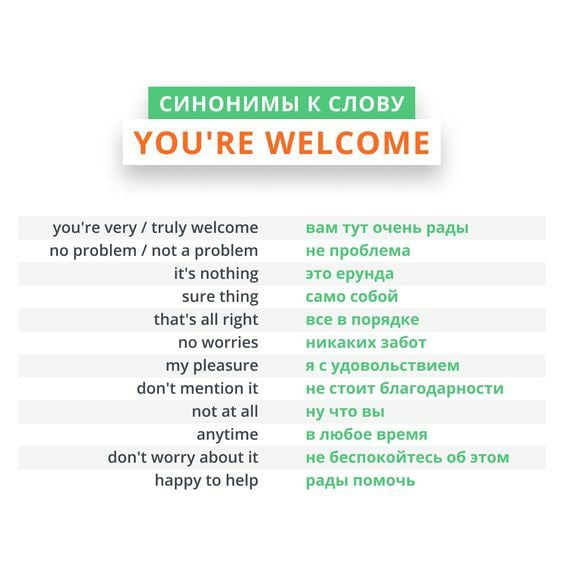 СИНОНИМЫ К СЛОВУ
YOU'RE WELCOME
you're very / truly welcome вам тут очень рады
no problem / not a problem не проблема
it's nothing это ерунда
sure thing само собой
that's all right все в порядке
no worries никаких забот
my pleasure я с удовольствием
don't mention it не стоит благодарности
not at all ну что вы
anytime в любое время
don't worry about it не беспокойтесь об этом
happy to help рады помочь